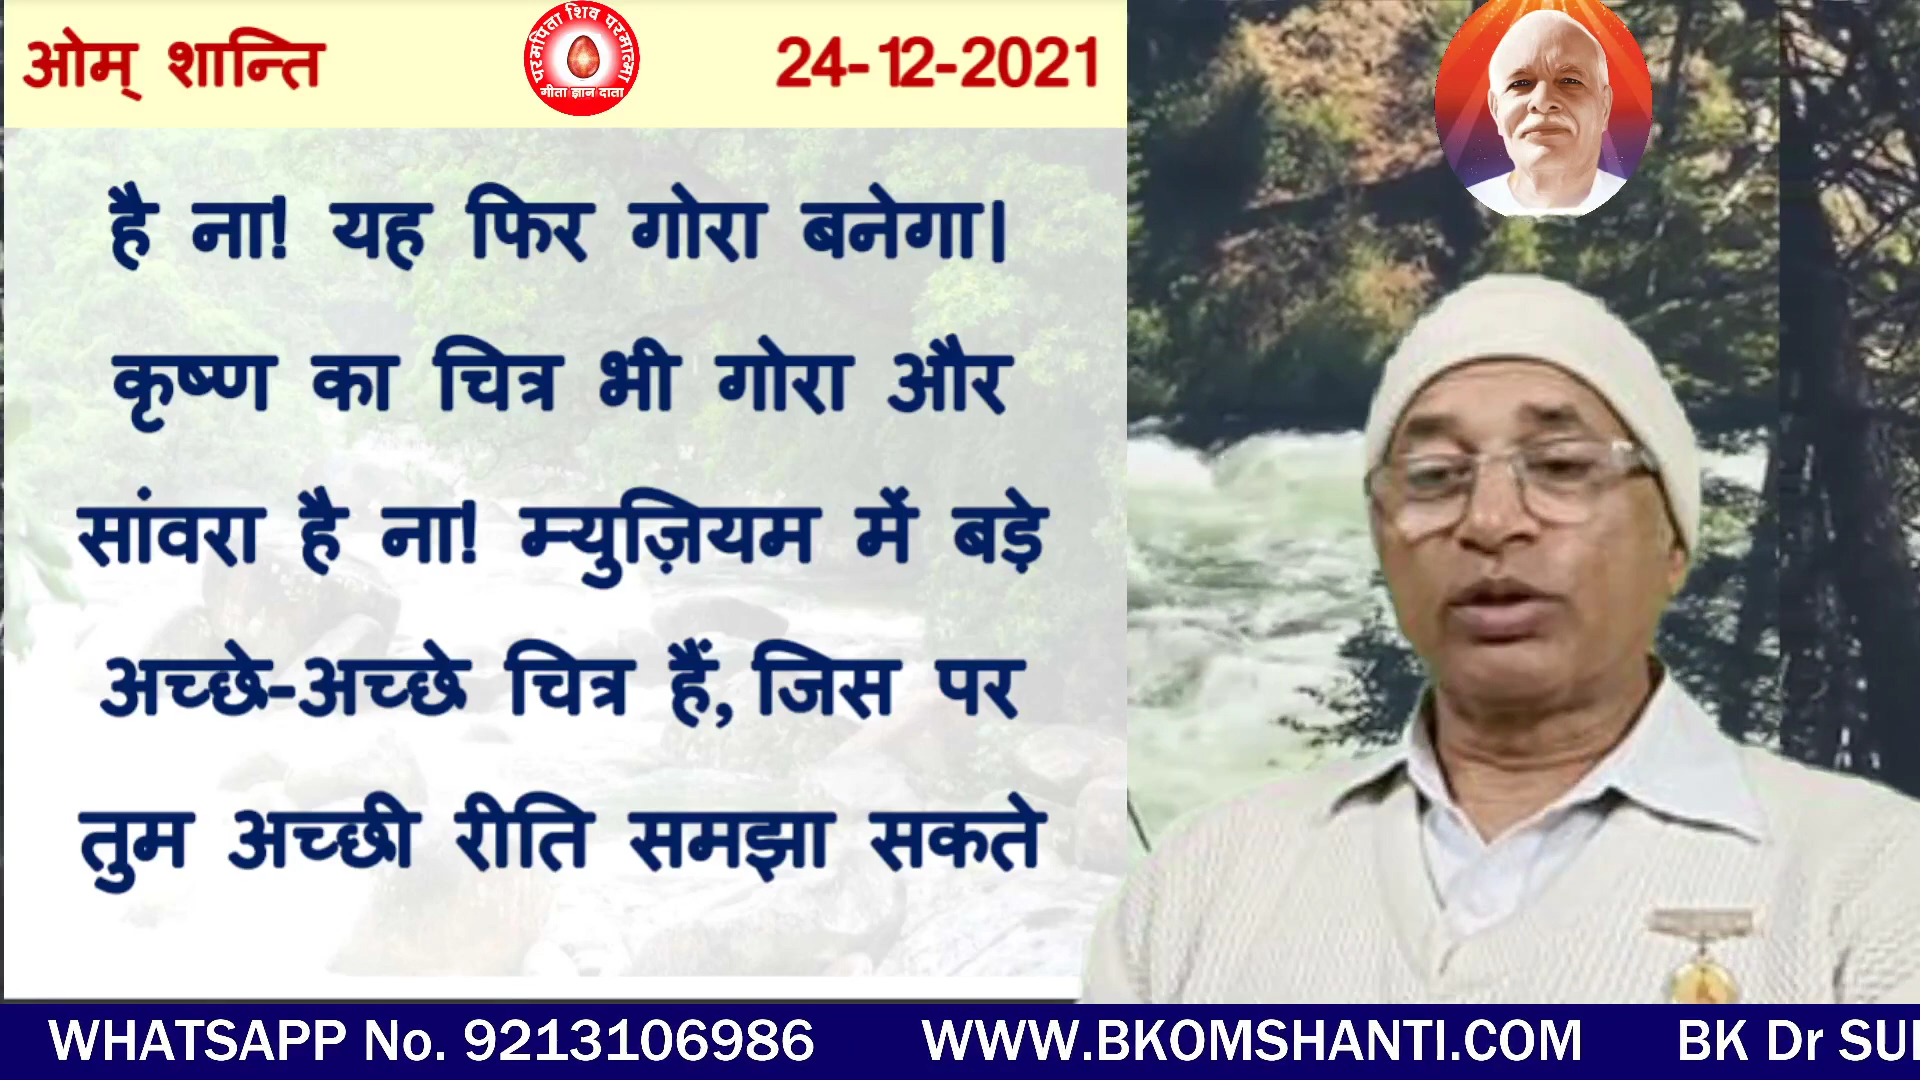 ओम् शान्ति
परमपिता शिव परमात्मा
गीता ज्ञान दाता
24-12-2021
है ना! यह फिर गोरा बनेगा।
कृष्ण का चित्र भी गोरा और
सांवरा है ना! म्युज़ियम में बड़े
अच्छे-अच्छे चित्र हैं, जिस पर
तुम अच्छी रीति समझा सकते
WHATSAPP No. 9213106986 WWW.BKOMSHANTI.COM BK Dr SU